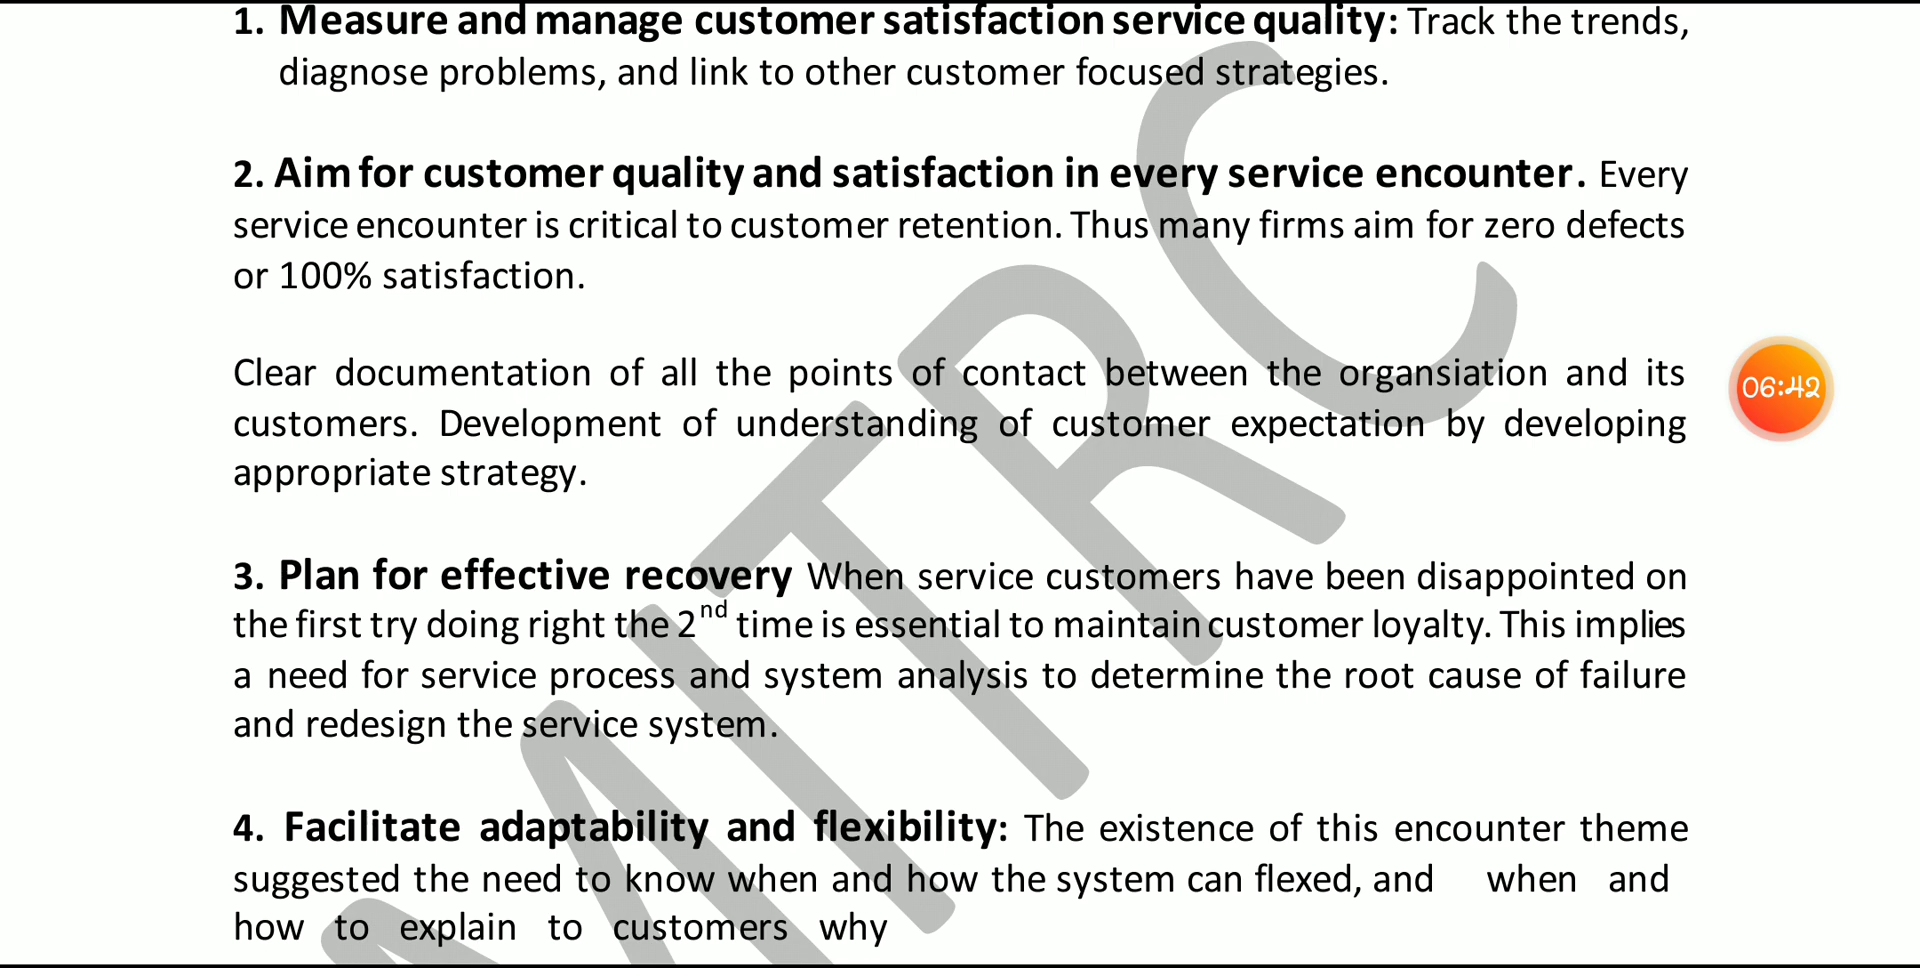 1. Measure and manage customer satisfaction service quality: Track the trends,
diagnose problems, and link to other customer focused strategies.
2. Aim for customer quality and satisfaction in every service encounter. Every
service encounter is critical to customer retention. Thus many firms aim for zero defects
or 100% satisfaction.
Clear documentation of all the points of contact between the organsiation and its
customers. Development of understanding of customer expectation by developing
appropriate strategy.
06:42
3. Plan for effective recovery When service customers have been disappointed on
the first try doing right the 2nd time is essential to maintain customer loyalty. This implies
a need for service process and system analysis to determine the root cause of failure
and redesign the service system.
4. Facilitate adaptability and flexibility: The existence of this encounter theme
suggested the need to know when and how the system can flexed, and when and
how to explain to customers why
MITRC